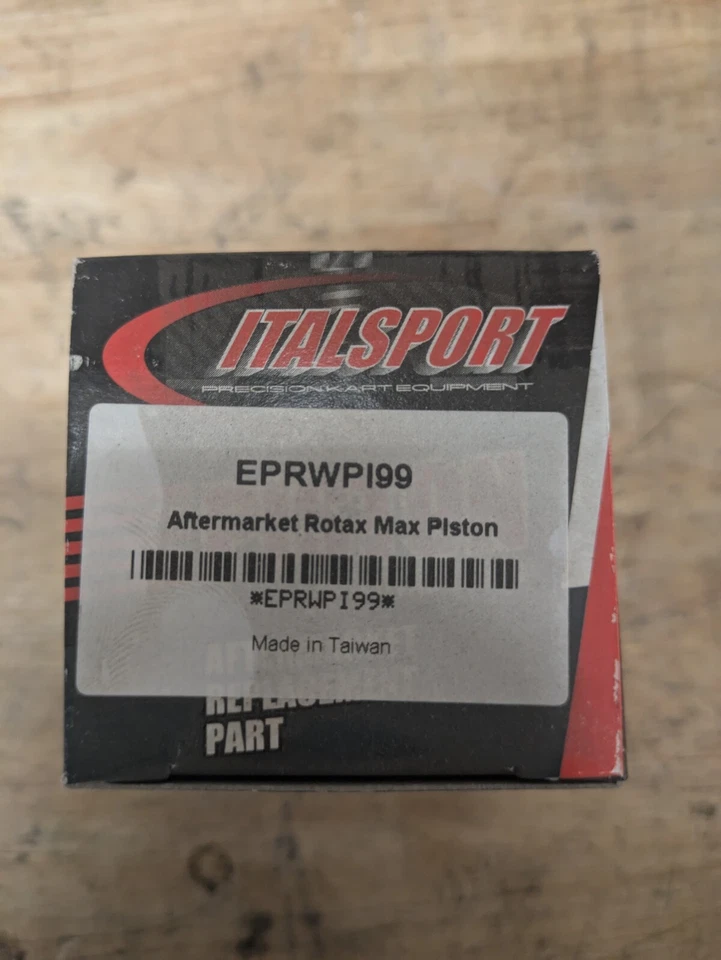 ITALSPORT
PRECISION KART EQUIPMENT
EPRWPI99
Aftermarket Rotax Max Piston
*EPRWPI99*
Made in Taiwan
PART